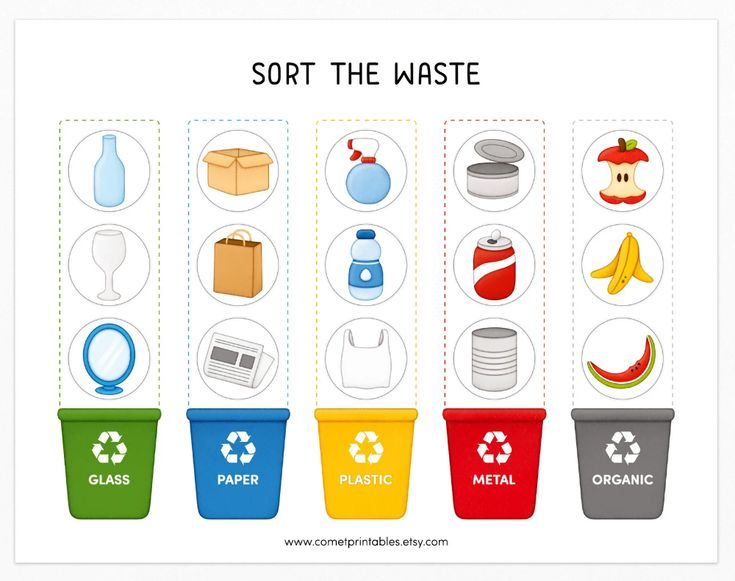 SORT THE WASTE
GLASS
PAPER
PLASTIC
METAL
ORGANIC
www.cometprintables.etsy.com